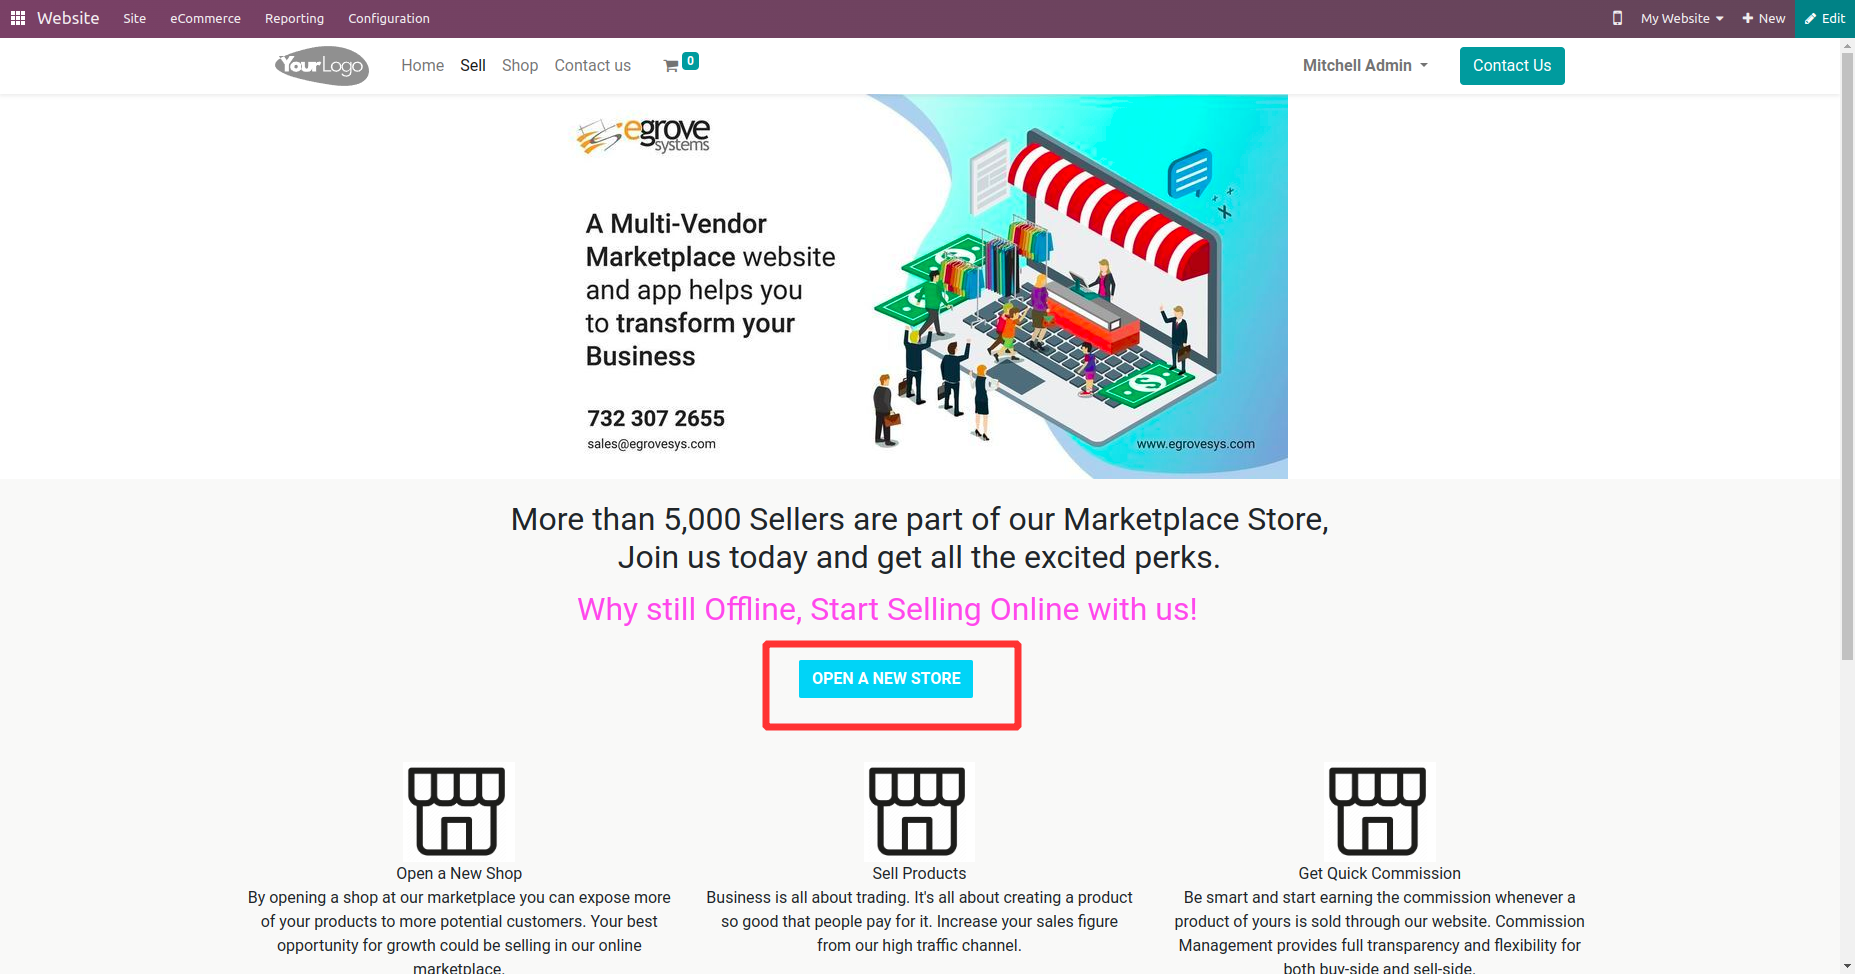 Website Site eCommerce Reporting Configuration My Website New Edit
YourLogo Home Sell Shop Contact us 0 Mitchell Admin Contact Us
egrove
systems
A Multi-Vendor
Marketplace website
and app helps you
to transform your
Business
732 307 2655
sales@egrovesys.com www.egrovesys.com
More than 5,000 Sellers are part of our Marketplace Store,
Join us today and get all the excited perks.
Why still Offline, Start Selling Online with us!
OPEN A NEW STORE
Open a New Shop
By opening a shop at our marketplace you can expose more
of your products to more potential customers. Your best
opportunity for growth could be selling in our online
marketplace.
Sell Products
Business is all about trading. It's all about creating a product
so good that people pay for it. Increase your sales figure
from our high traffic channel.
Get Quick Commission
Be smart and start earning the commission whenever a
product of yours is sold through our website. Commission
Management provides full transparency and flexibility for
both buy-side and sell-side.